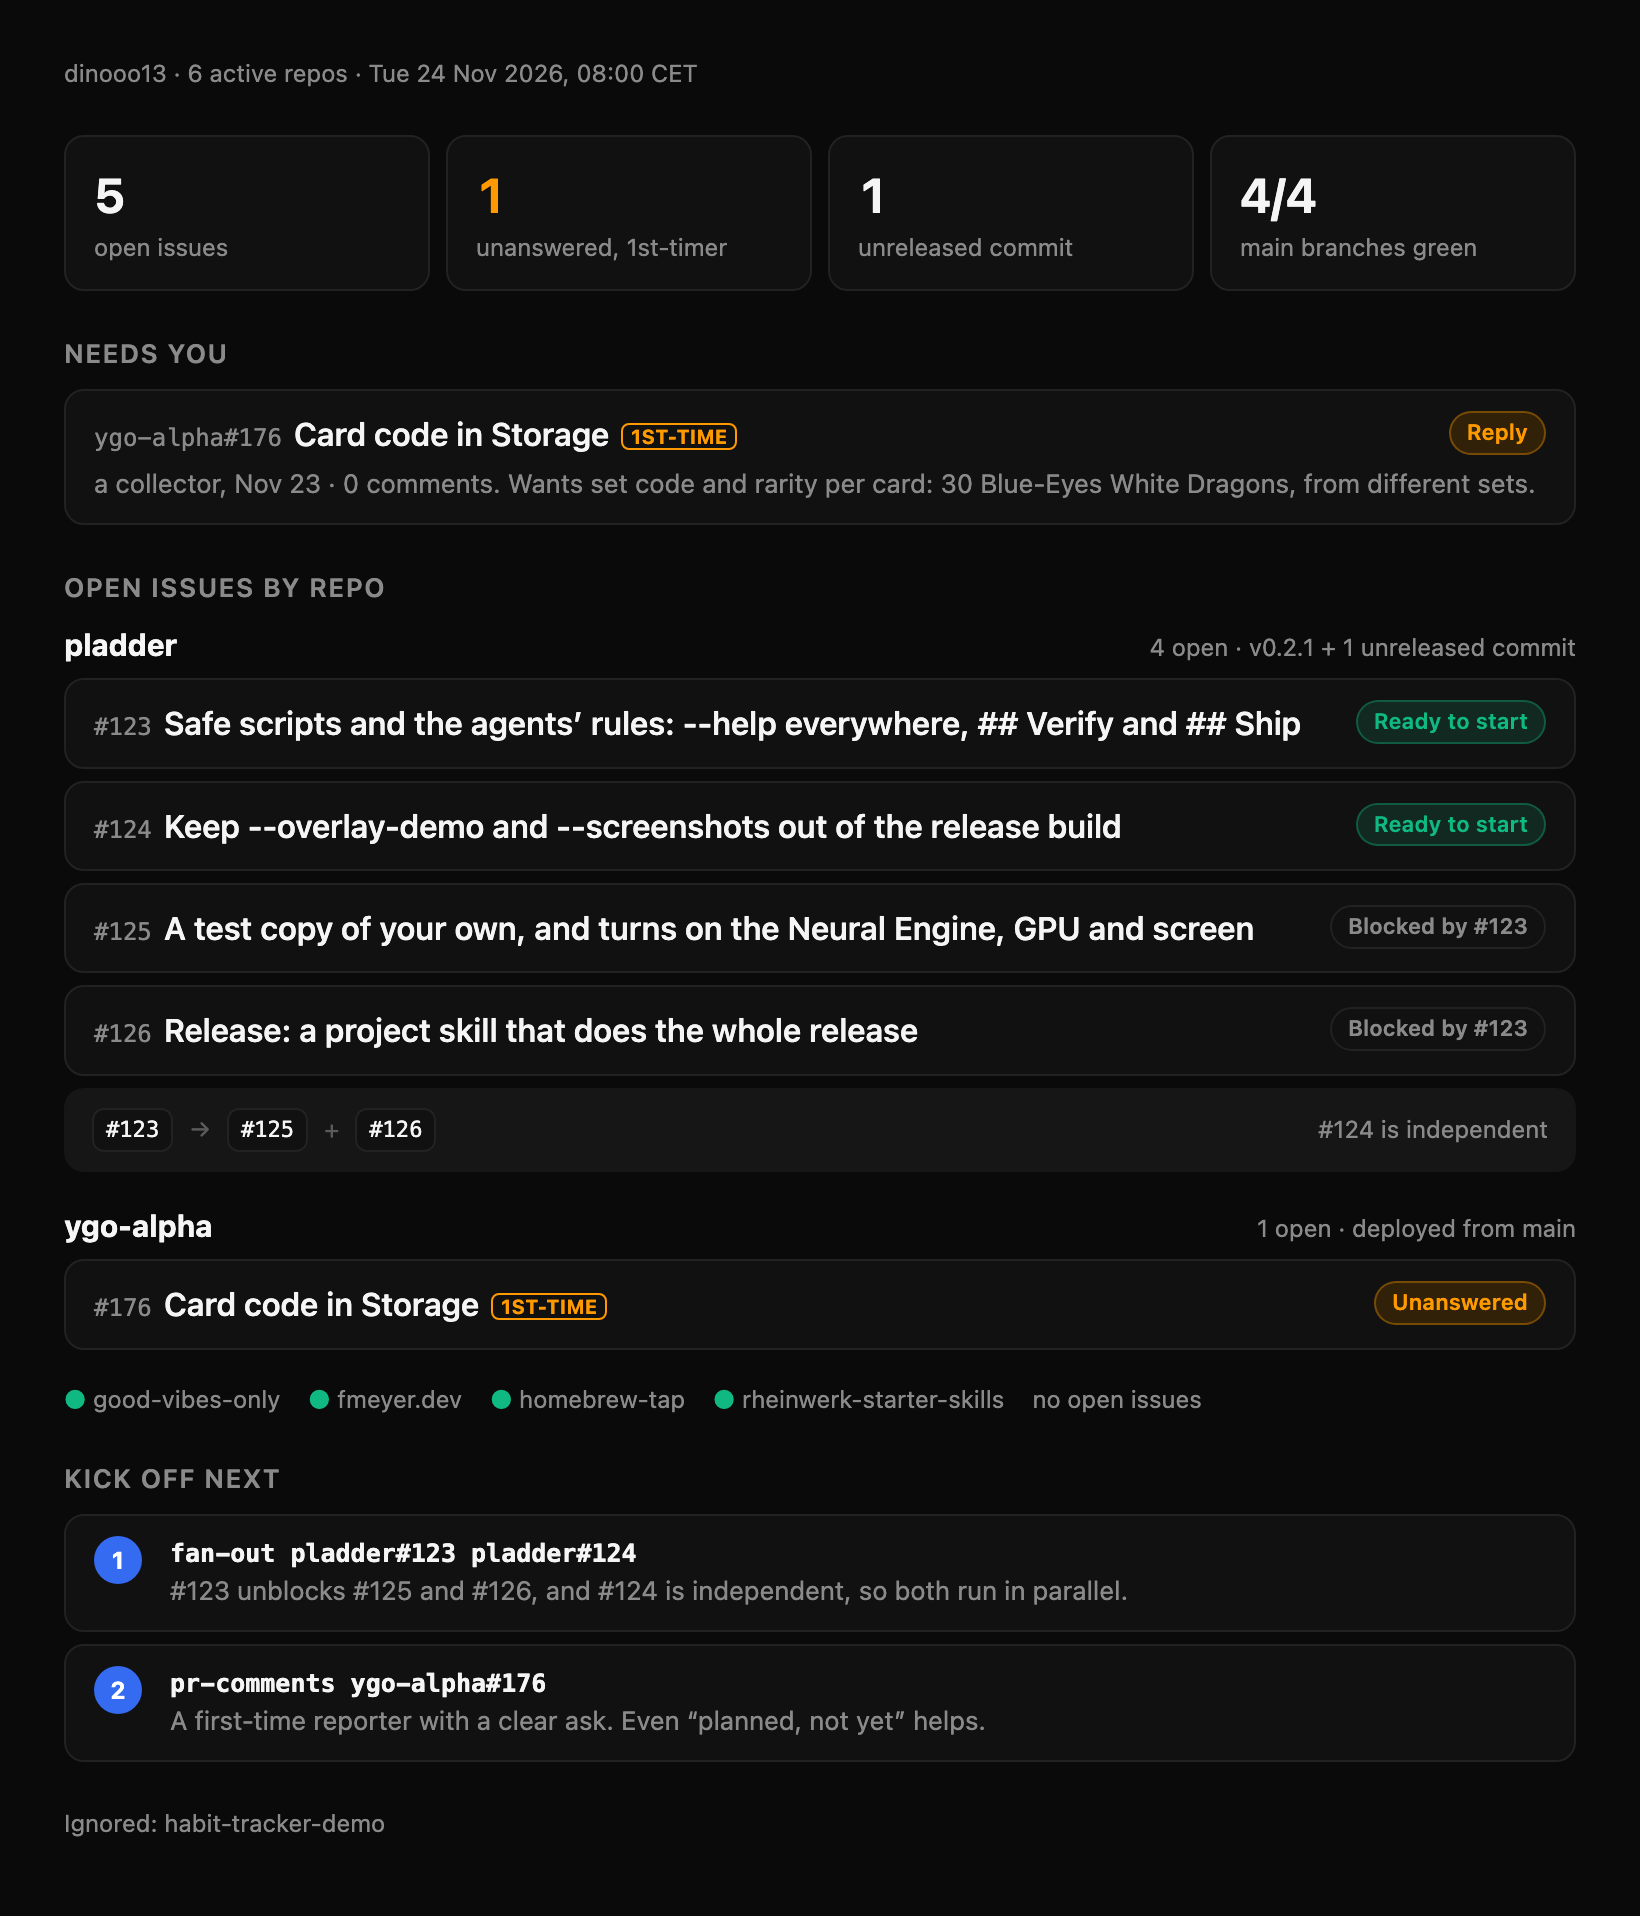 dinooo13 · 6 active repos · Tue 24 Nov 2026, 08:00 CET
5
open issues
1
unanswered, 1st-timer
1
unreleased commit
4/4
main branches green
NEEDS YOU
ygo-alpha#176 Card code in Storage 1ST-TIME Reply
a collector, Nov 23 · 0 comments. Wants set code and rarity per card: 30 Blue-Eyes White Dragons, from different sets.
OPEN ISSUES BY REPO
pladder 4 open · v0.2.1 + 1 unreleased commit
#123 Safe scripts and the agents’ rules: --help everywhere, ## Verify and ## Ship Ready to start
#124 Keep --overlay-demo and --screenshots out of the release build Ready to start
#125 A test copy of your own, and turns on the Neural Engine, GPU and screen Blocked by #123
#126 Release: a project skill that does the whole release Blocked by #123
#123 → #125 + #126 #124 is independent
ygo-alpha 1 open · deployed from main
#176 Card code in Storage 1ST-TIME Unanswered
good-vibes-only fmeyer.dev homebrew-tap rheinwerk-starter-skills no open issues
KICK OFF NEXT
1 fan-out pladder#123 pladder#124
#123 unblocks #125 and #126, and #124 is independent, so both run in parallel.
2 pr-comments ygo-alpha#176
A first-time reporter with a clear ask. Even “planned, not yet” helps.
Ignored: habit-tracker-demo